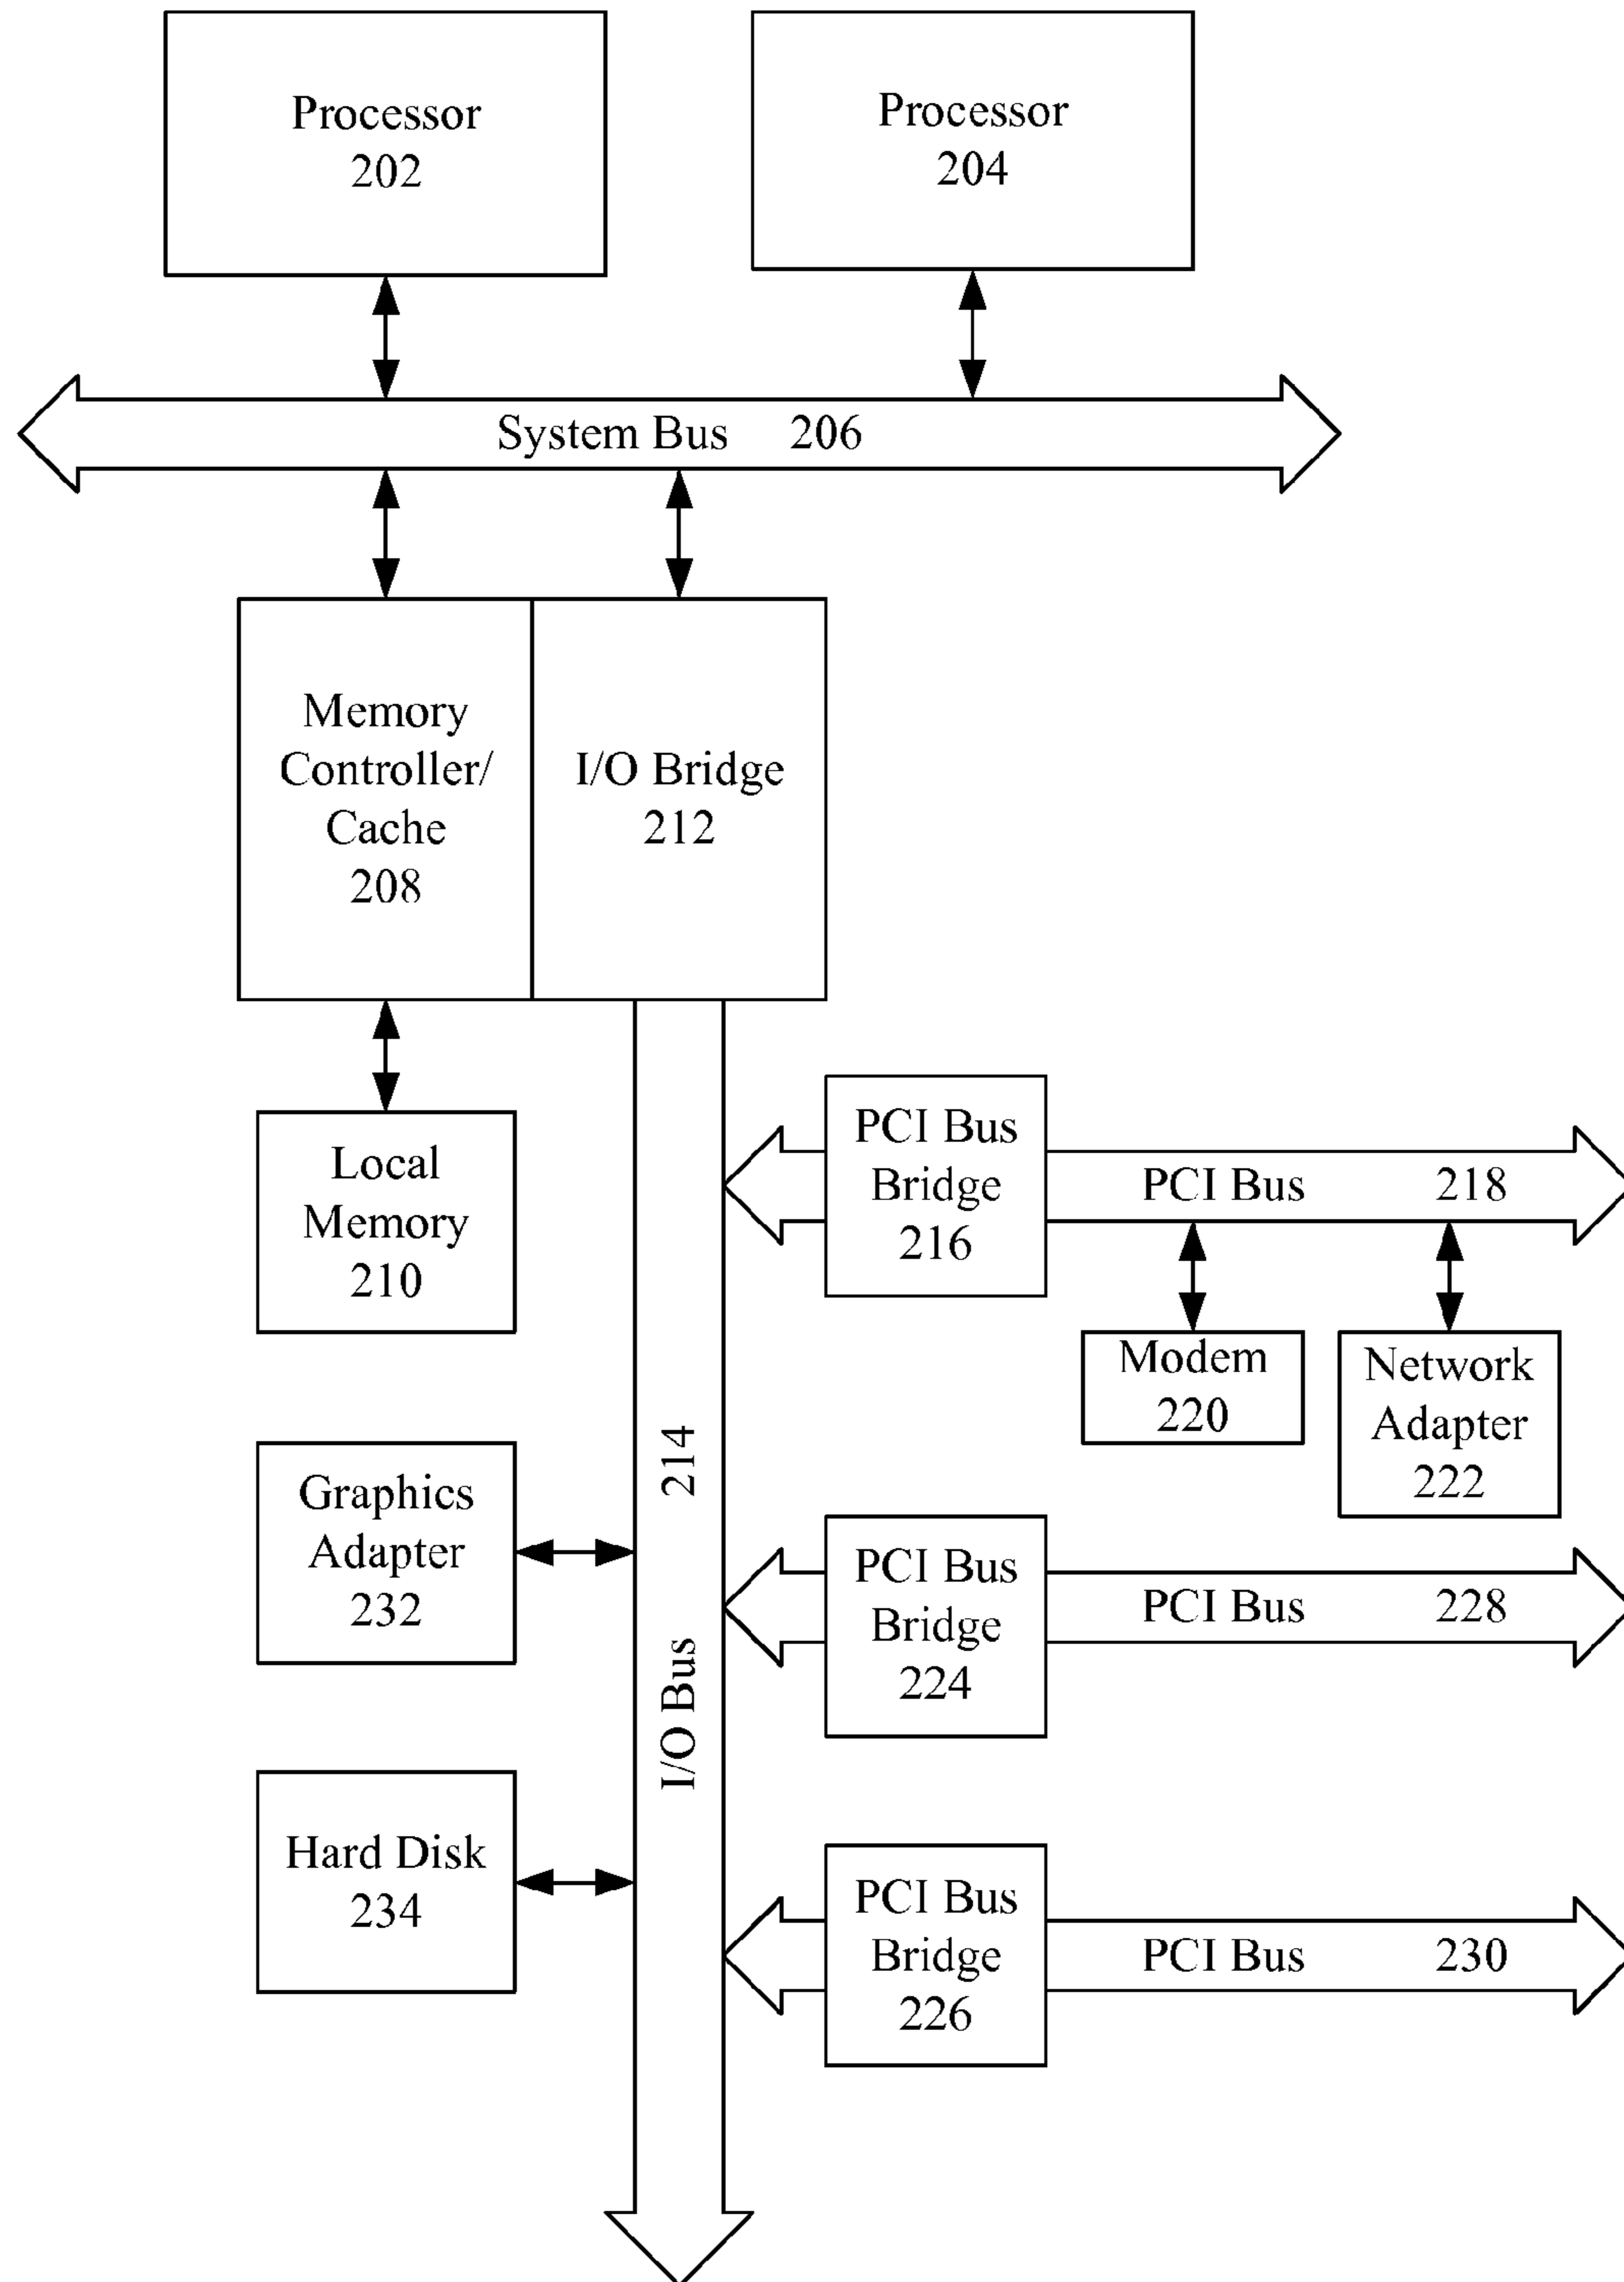 Processor
202
Processor
204
System Bus 206
Memory
Controller/
Cache
208
I/O Bridge
212
Local
Memory
210
PCI Bus
Bridge
216
PCI Bus 218
Modem
220
Network
Adapter
222
Graphics
Adapter
232
I/O Bus 214
PCI Bus
Bridge
224
PCI Bus 228
Hard Disk
234
PCI Bus
Bridge
226
PCI Bus 230